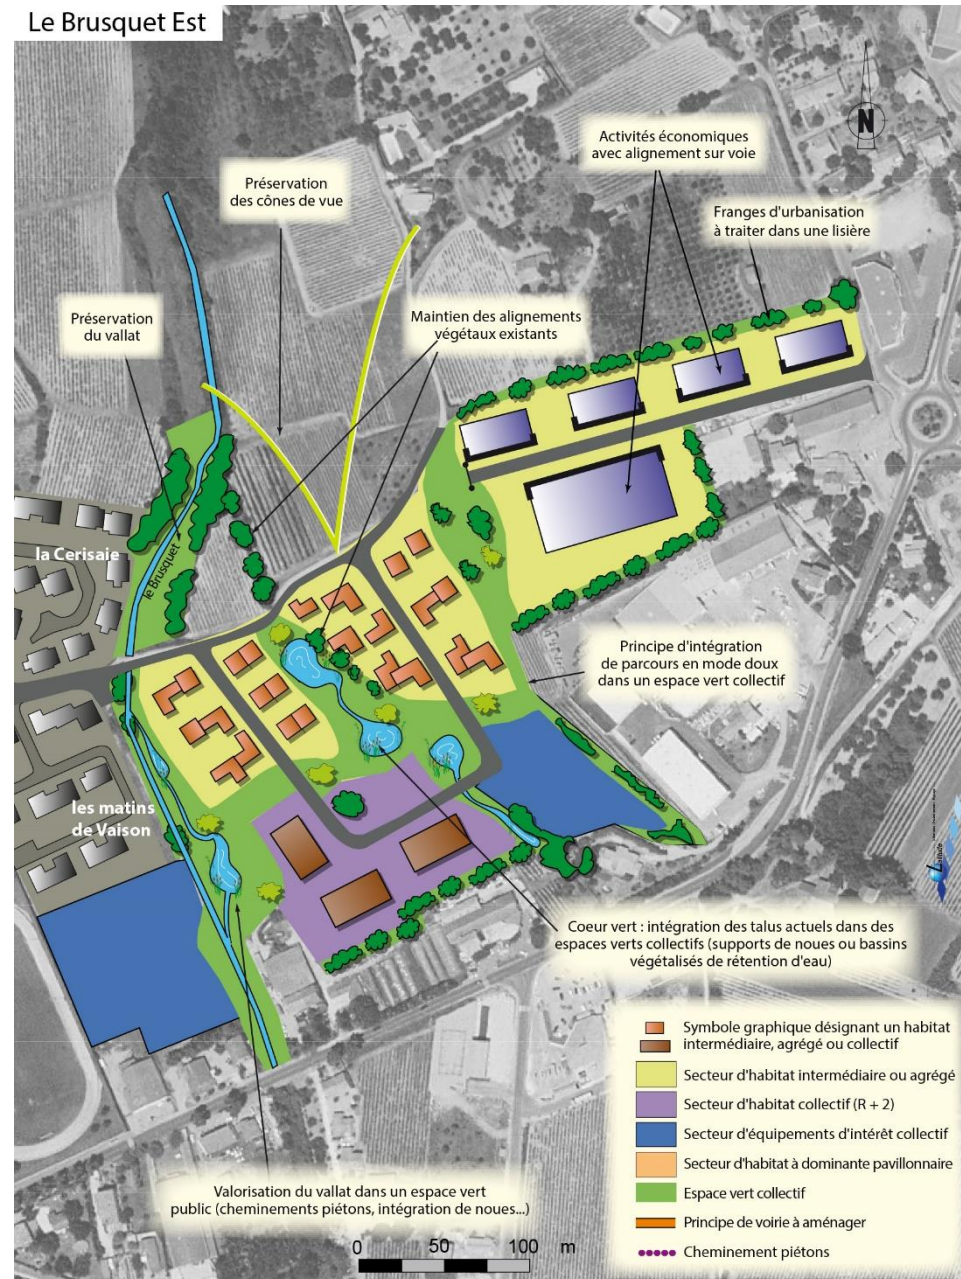 Le Brusquet Est
N
Activités économiques
avec alignement sur voie
Préservation
des cônes de vue
Franges d'urbanisation
à traiter dans une lisière
Préservation
du vallat
Maintien des alignements
végétaux existants
la Cerisaie
le Brusquet
Principe d'intégration
de parcours en mode doux
dans un espace vert collectif
les matins
de Vaison
Coeur vert : intégration des talus actuels dans des
espaces verts collectifs (supports de noues ou bassins
végétalisés de rétention d'eau)
Symbole graphique désignant un habitat
intermédiaire, agrégé ou collectif
Secteur d'habitat intermédiaire ou agrégé
Secteur d'habitat collectif (R + 2)
Secteur d'équipements d'intérêt collectif
Secteur d'habitat à dominante pavillonnaire
Espace vert collectif
Principe de voirie à aménager
Cheminement piétons
Valorisation du vallat dans un espace vert
public (cheminements piétons, intégration de noues...)
0 50 100 m